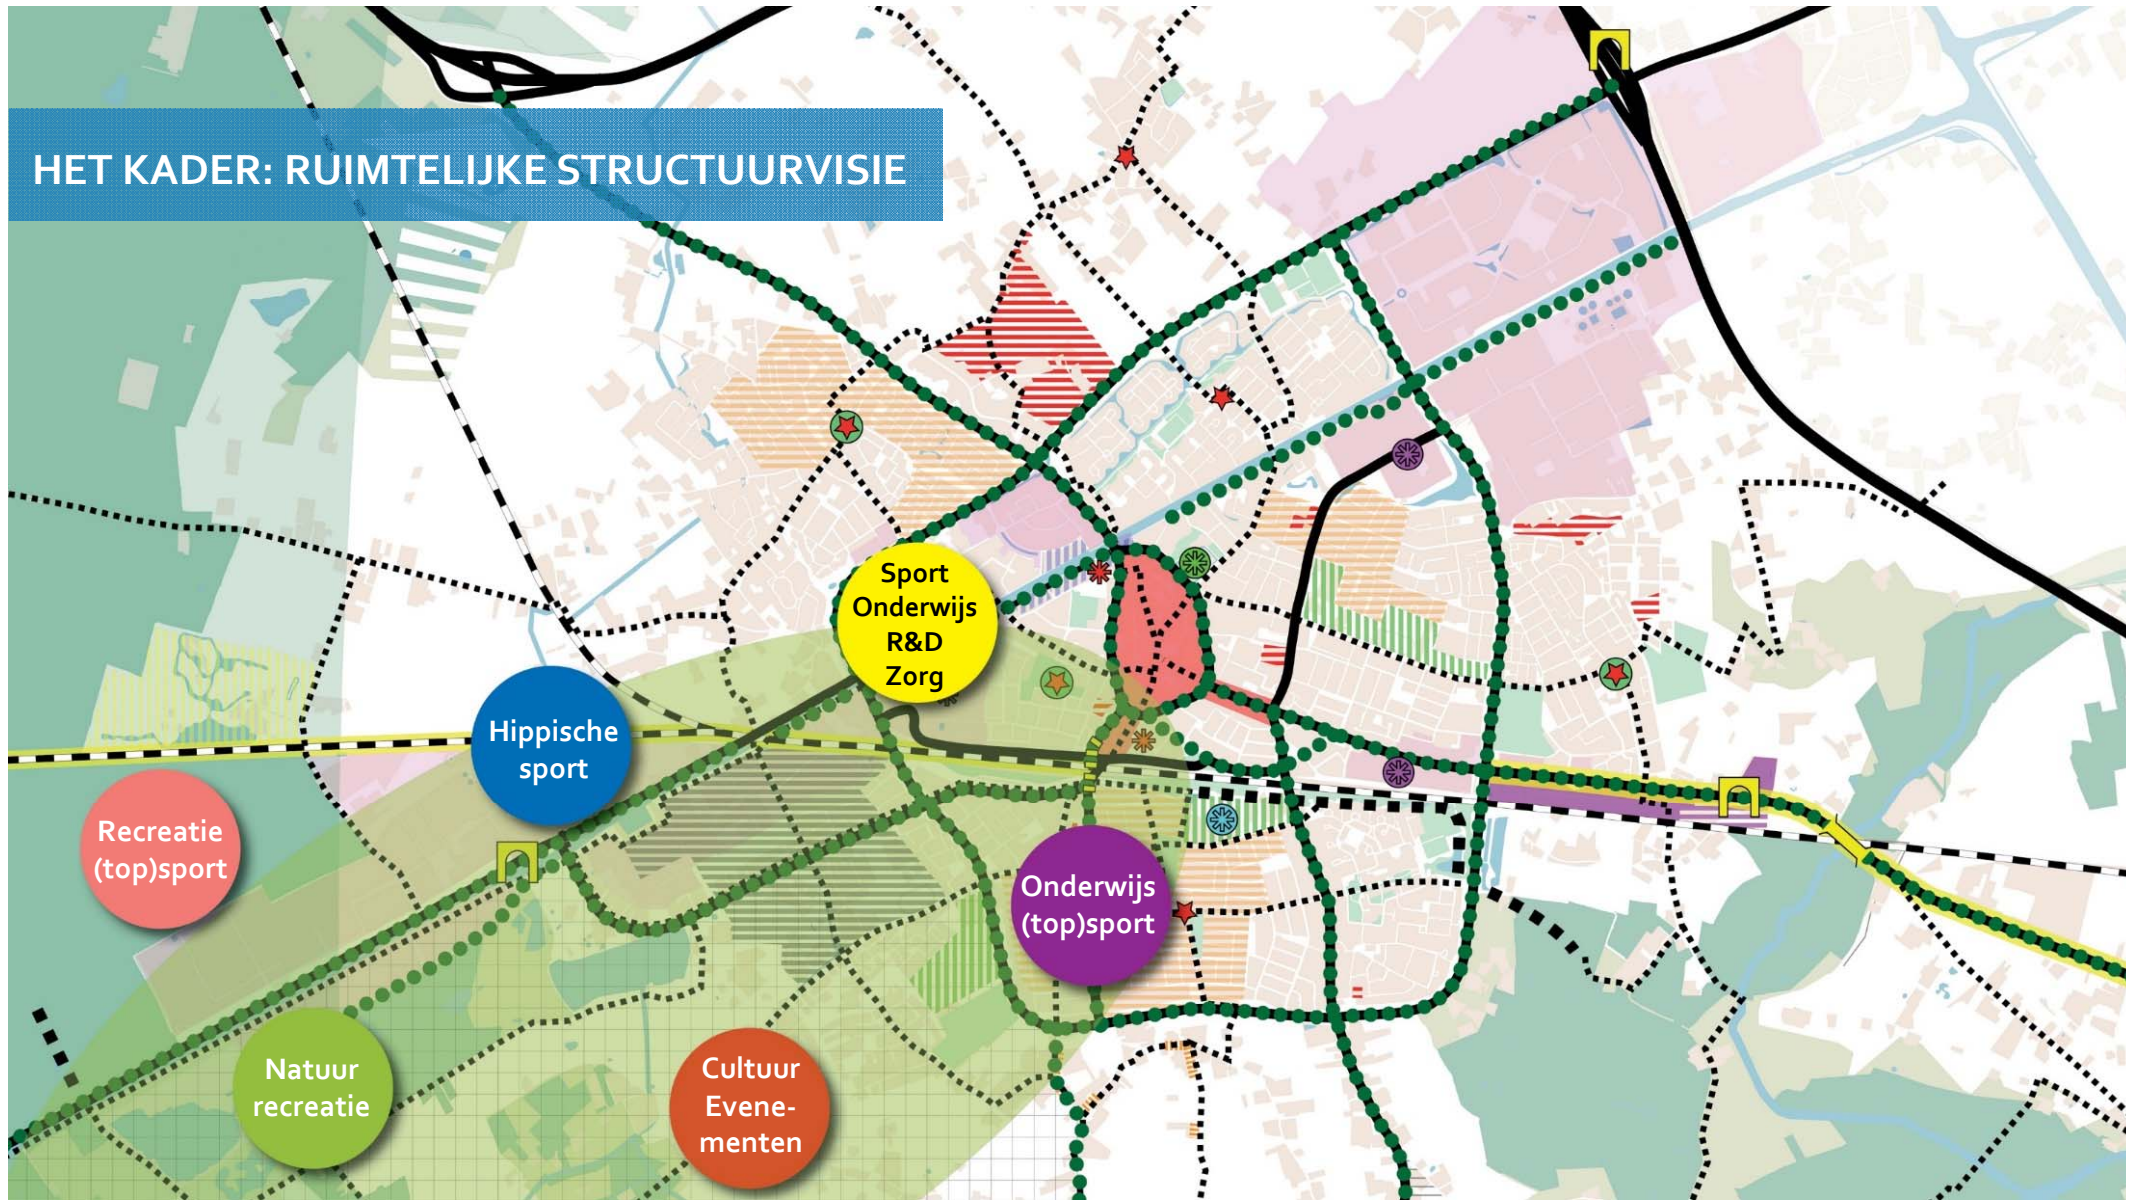 HET KADER: RUIMTELIJKE STRUCTUURVISIE
Sport
Onderwijs
R&D
Zorg
Hippische
sport
Recreatie
(top)sport
Onderwijs
(top)sport
Natuur
recreatie
Cultuur
Evene-
menten